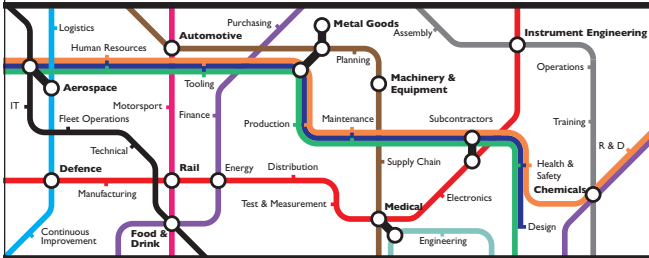 Logistics
Purchasing
Metal Goods
Assembly
Instrument Engineering
Automotive
Human Resources
Planning
Operations
Aerospace
Tooling
Machinery &
Equipment
IT
Motorsport
Finance
Fleet Operations
Production
Maintenance
Subcontractors
Training
Technical
R & D
Defence
Rail
Energy
Distribution
Supply Chain
Health &
Safety
Manufacturing
Chemicals
Test & Measurement
Medical
Electronics
Continuous
Improvement
Food &
Drink
Engineering
Design